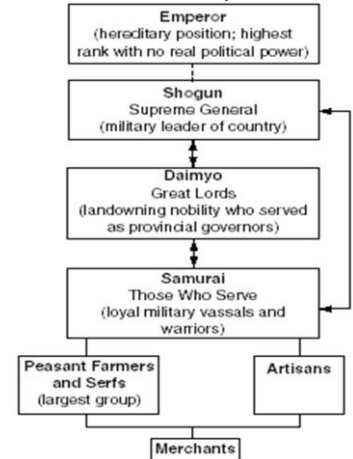 Emperor
(hereditary position; highest
rank with no real political power)
Shogun
Supreme General
(military leader of country)
Daimyo
Great Lords
(landowning nobility who served
as provincial governors)
Samurai
Those Who Serve
(loyal military vassals and
warriors)
Peasant Farmers
and Serfs
(largest group)
Artisans
Merchants